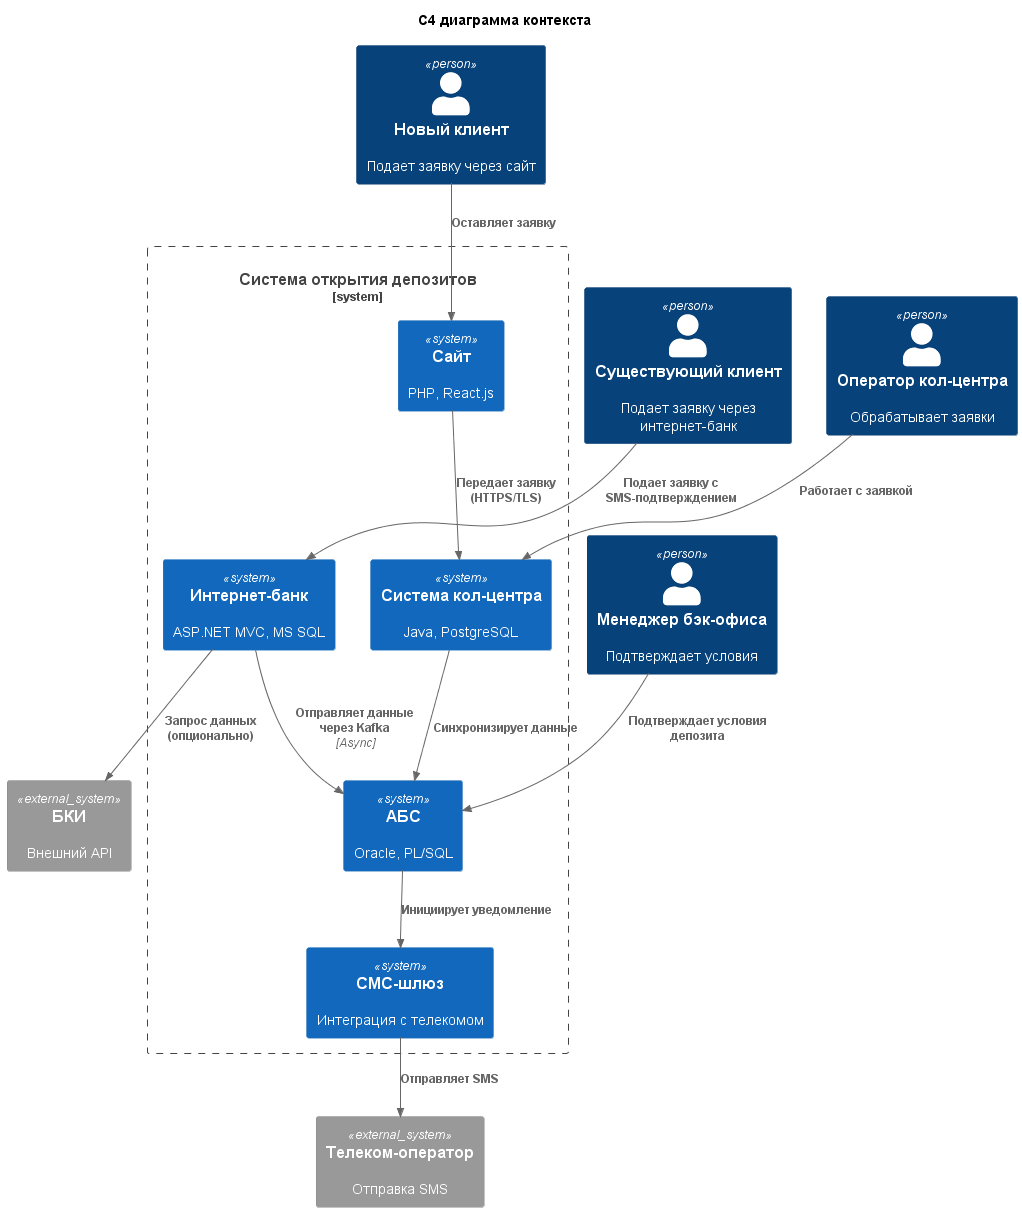 C4 диаграмма контекста
«person»
Новый клиент
Подает заявку через сайт
Оставляет заявку
Система открытия депозитов
[system]
«system»
Сайт
PHP, React.js
«person»
Существующий клиент
Подает заявку через
интернет-банк
«person»
Оператор кол-центра
Обрабатывает заявки
Передает заявку
(HTTPS/TLS)
Подает заявку с
SMS-подтверждением
Работает с заявкой
«system»
Интернет-банк
ASP.NET MVC, MS SQL
«system»
Система кол-центра
Java, PostgreSQL
«person»
Менеджер бэк-офиса
Подтверждает условия
Запрос данных
(опционально)
Отправляет данные
через Kafka
[Async]
Синхронизирует данные
Подтверждает условия
депозита
«external_system»
БКИ
Внешний API
«system»
АБС
Oracle, PL/SQL
Инициирует уведомление
«system»
СМС-шлюз
Интеграция с телекомом
Отправляет SMS
«external_system»
Телеком-оператор
Отправка SMS